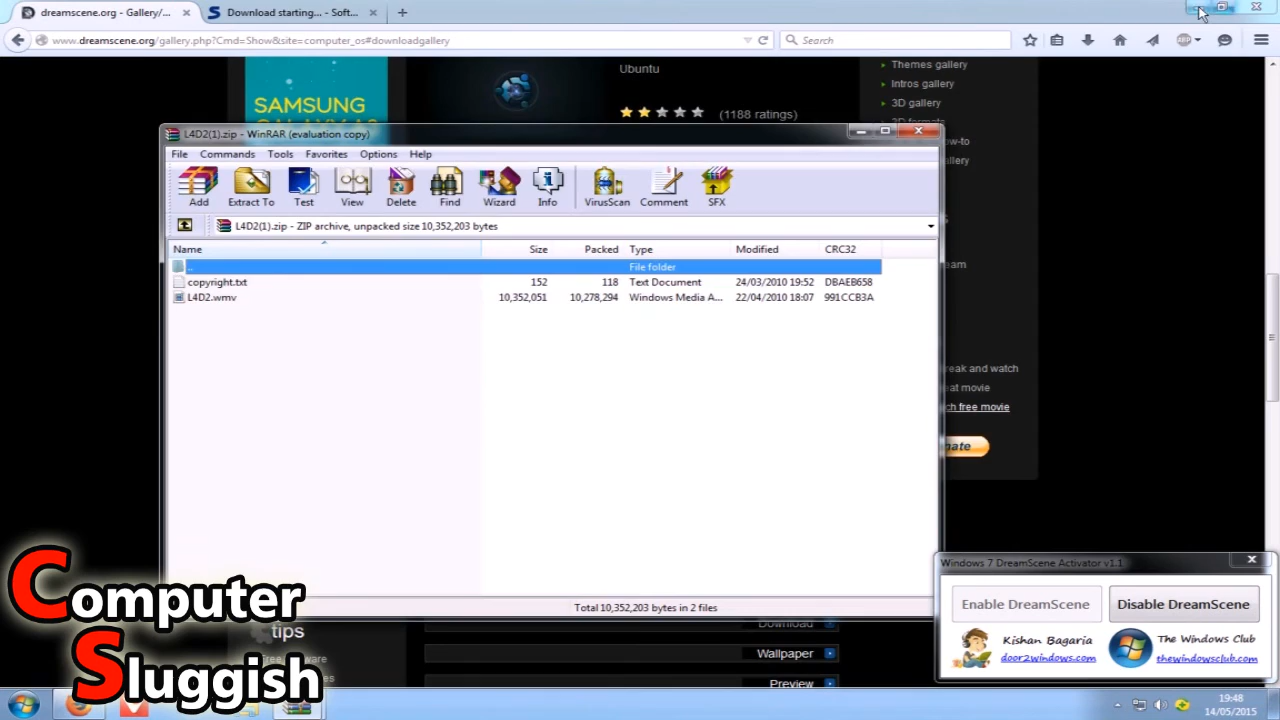 dreamscene.org - Gallery/...
Download starting... - Soft...
www.dreamscene.org/gallery.php?Cmd=Show&site=computer_os#downloadgallery
Search
SAMSUNG
Ubuntu
(1188 ratings)
Themes gallery
Intros gallery
3D gallery
3D formats
L4D2(1).zip - WinRAR (evaluation copy)
File Commands Tools Favorites Options Help
Add Extract To Test View Delete Find Wizard Info VirusScan Comment SFX
L4D2(1).zip - ZIP archive, unpacked size 10,352,203 bytes
Name Size Packed Type Modified CRC32
.. File folder
copyright.txt 152 118 Text Document 24/03/2010 19:52 DBAEB658
L4D2.wmv 10,352,051 10,278,294 Windows Media A... 22/04/2010 18:07 991CCB3A
Total 10,352,203 bytes in 2 files
ow-to
gallery
eam
reak and watch
at movie
ch free movie
nate
Windows 7 DreamScene Activator v1.1
Enable DreamScene Disable DreamScene
Kishan Bagaria
door2windows.com
The Windows Club
thewindowsclub.com
Download
Wallpaper
Preview
tips
Computer
Sluggish
19:48
14/05/2015